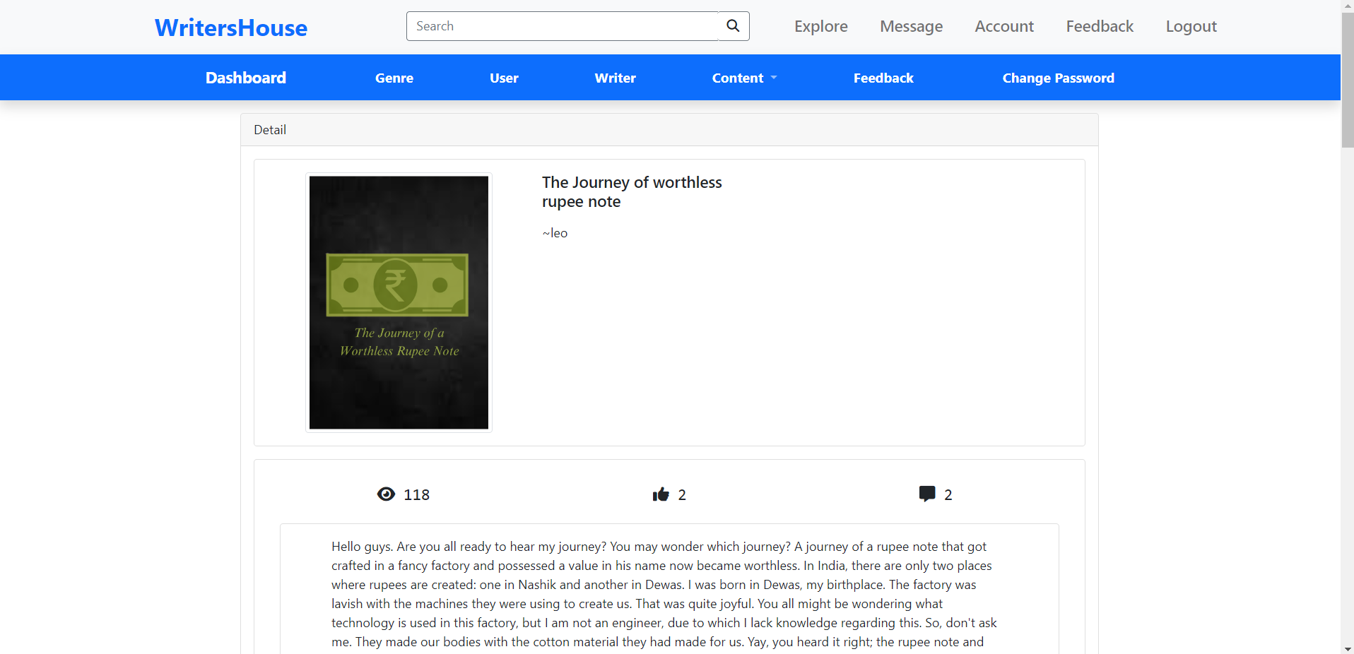 WritersHouse
Search
Explore
Message
Account
Feedback
Logout
Dashboard
Genre
User
Writer
Content
Feedback
Change Password
Detail
₹
The Journey of a
Worthless Rupee Note
The Journey of worthless
rupee note
~leo
118
2
2
Hello guys. Are you all ready to hear my journey? You may wonder which journey? A journey of a rupee note that got
crafted in a fancy factory and possessed a value in his name now became worthless. In India, there are only two places
where rupees are created: one in Nashik and another in Dewas. I was born in Dewas, my birthplace. The factory was
lavish with the machines they were using to create us. That was quite joyful. You all might be wondering what
technology is used in this factory, but I am not an engineer, due to which I lack knowledge regarding this. So, don't ask
me. They made our bodies with the cotton material they had made for us. Yay, you heard it right; the rupee note and